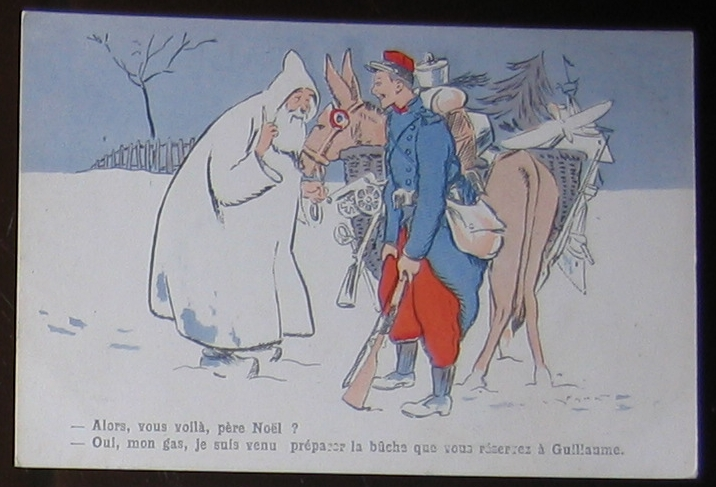 — Alors, vous voilà, père Noël ?
— Oui, mon gas, je suis venu préparer la bûche que vous réservez à Guillaume.